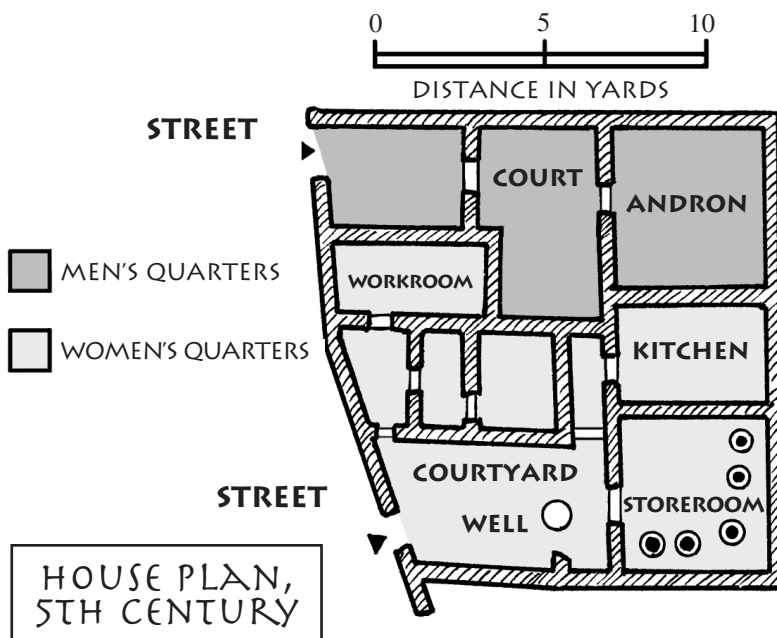 0 5 10
DISTANCE IN YARDS
STREET
COURT
ANDRON
MEN'S QUARTERS
WORKROOM
WOMEN'S QUARTERS
KITCHEN
COURTYARD
STREET
WELL
STOREROOM
HOUSE PLAN,
5TH CENTURY